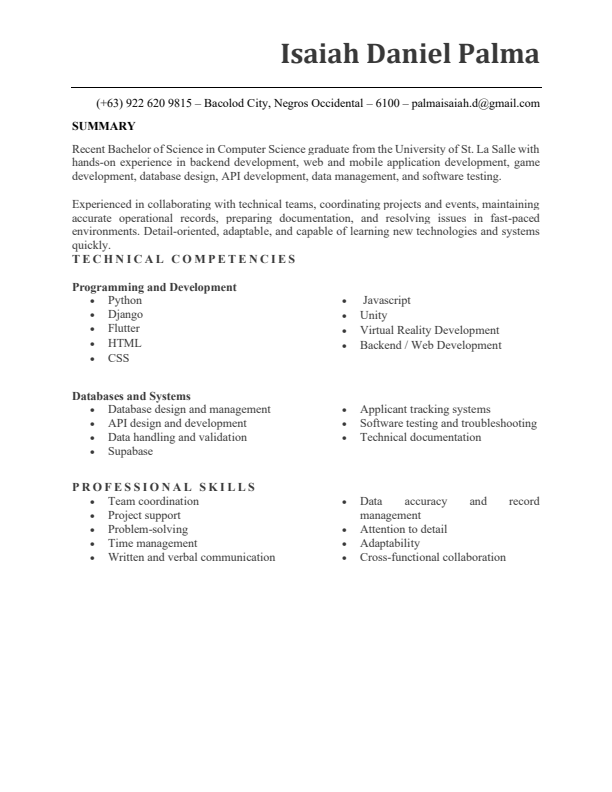 Isaiah Daniel Palma
(+63) 922 620 9815 – Bacolod City, Negros Occidental – 6100 – palmaisaiah.d@gmail.com
SUMMARY
Recent Bachelor of Science in Computer Science graduate from the University of St. La Salle with
hands-on experience in backend development, web and mobile application development, game
development, database design, API development, data management, and software testing.
Experienced in collaborating with technical teams, coordinating projects and events, maintaining
accurate operational records, preparing documentation, and resolving issues in fast-paced
environments. Detail-oriented, adaptable, and capable of learning new technologies and systems
quickly.
TECHNICAL COMPETENCIES
Programming and Development
• Python
• Django
• Flutter
• HTML
• CSS
• Javascript
• Unity
• Virtual Reality Development
• Backend / Web Development
Databases and Systems
• Database design and management
• API design and development
• Data handling and validation
• Supabase
• Applicant tracking systems
• Software testing and troubleshooting
• Technical documentation
PROFESSIONAL SKILLS
• Team coordination
• Project support
• Problem-solving
• Time management
• Written and verbal communication
• Data accuracy and record
management
• Attention to detail
• Adaptability
• Cross-functional collaboration